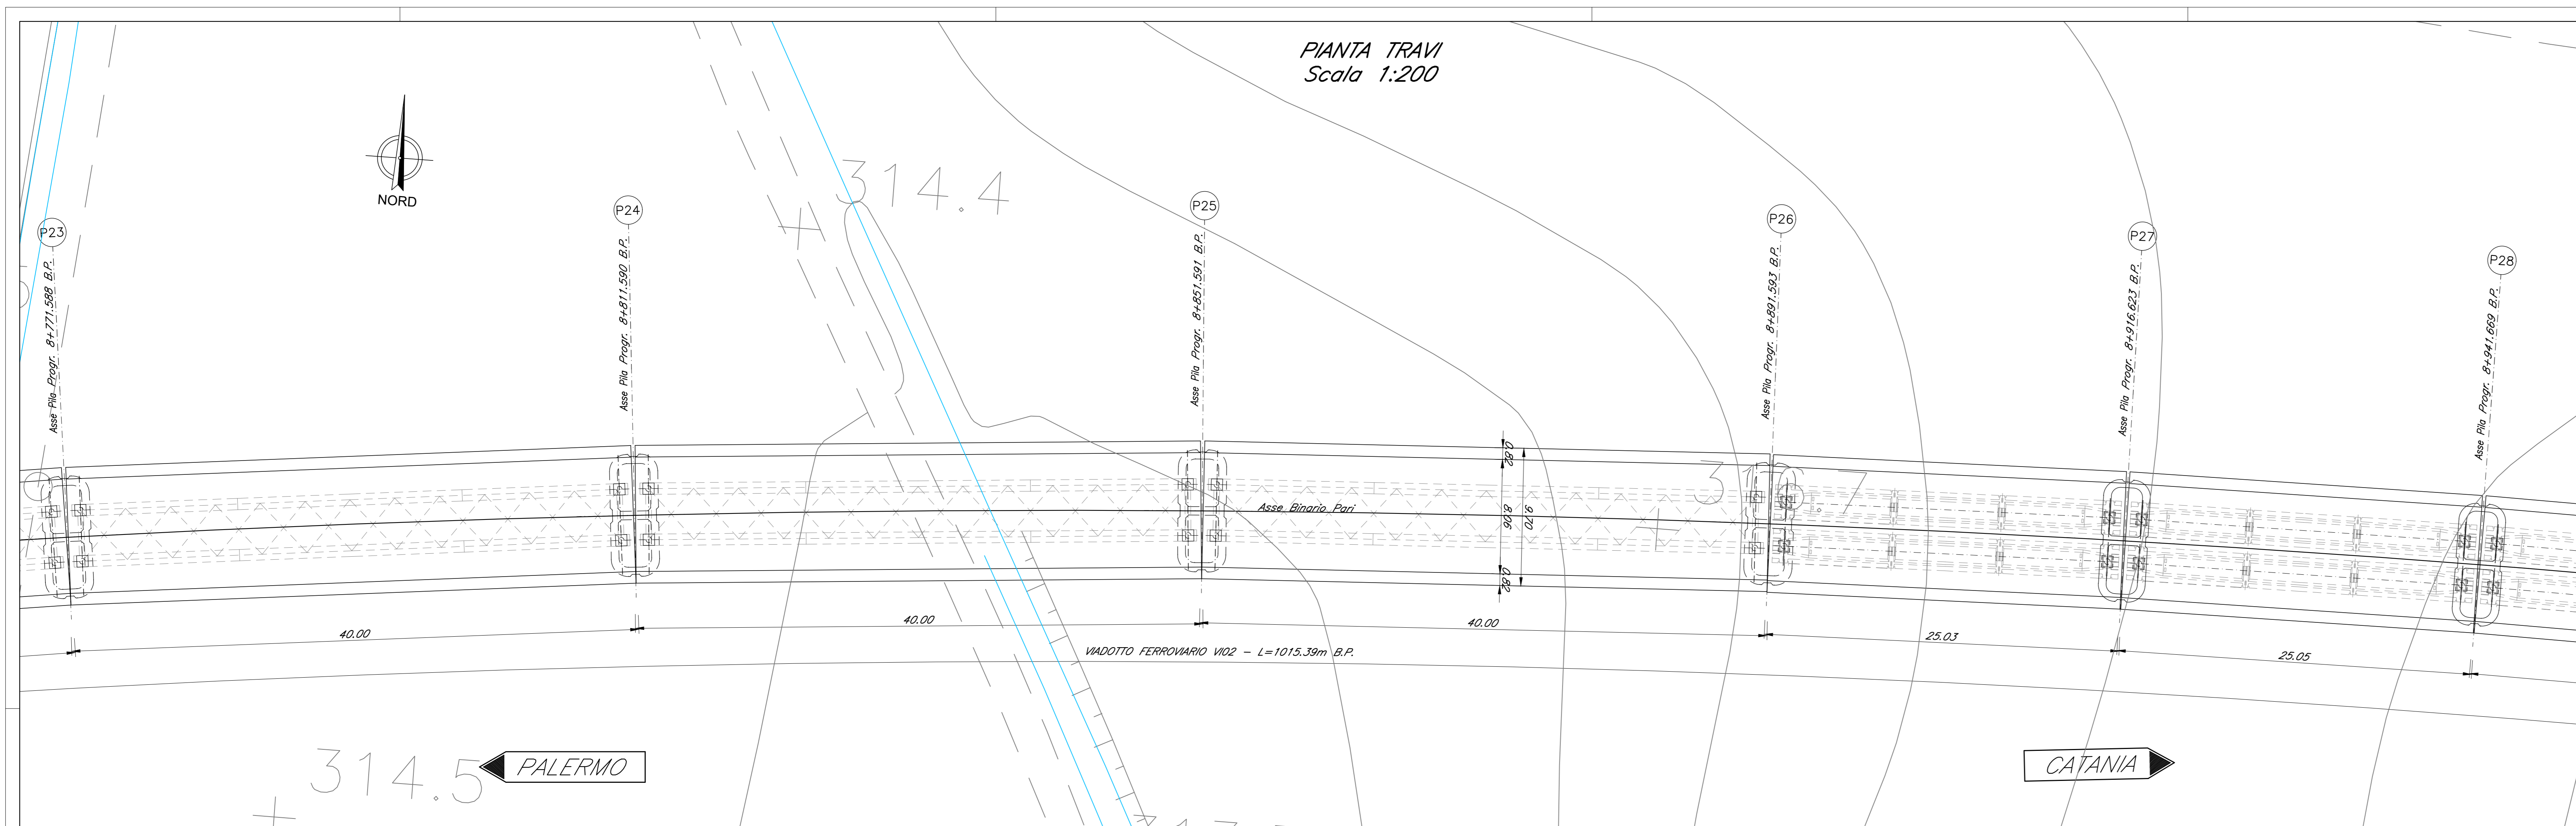 PIANTA TRAVI
Scala 1:200
NORD
314.4
P23
P24
P25
P26
P27
P28
Asse Pila Progr. 8+771.588 B.P.
Asse Pila Progr. 8+811.590 B.P.
Asse Pila Progr. 8+851.591 B.P.
Asse Pila Progr. 8+891.593 B.P.
Asse Pila Progr. 8+916.623 B.P.
Asse Pila Progr. 8+941.669 B.P.
0.82
8.06
9.70
0.82
Asse Binario Pari
40.00
40.00
40.00
25.03
25.05
VIADOTTO FERROVIARIO VI02 - L=1015.39m B.P.
314.5
PALERMO
CATANIA